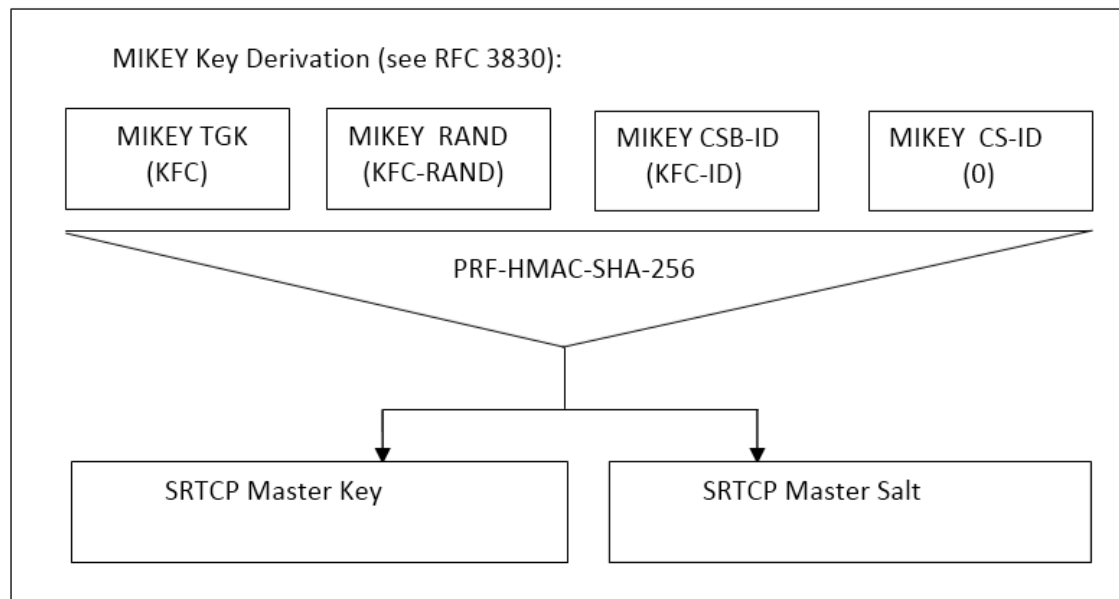 MIKEY Key Derivation (see RFC 3830):
MIKEY TGK
(KFC)
MIKEY  RAND
(KFC-RAND)
MIKEY CSB-ID
(KFC-ID)
MIKEY  CS-ID
(0)
PRF-HMAC-SHA-256
SRTCP Master Key
SRTCP Master Salt